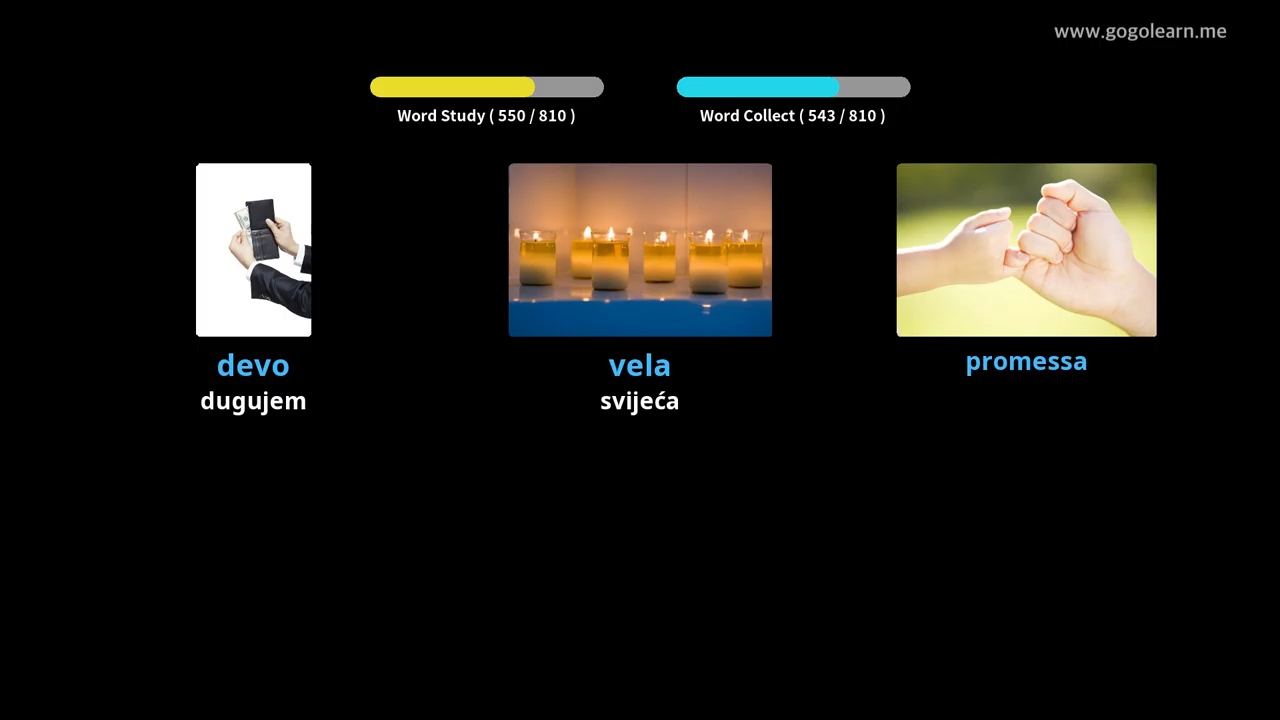 www.gogolearn.me
Word Study ( 550 / 810 )
Word Collect ( 543 / 810 )
devo
dugujem
vela
svijeća
promessa